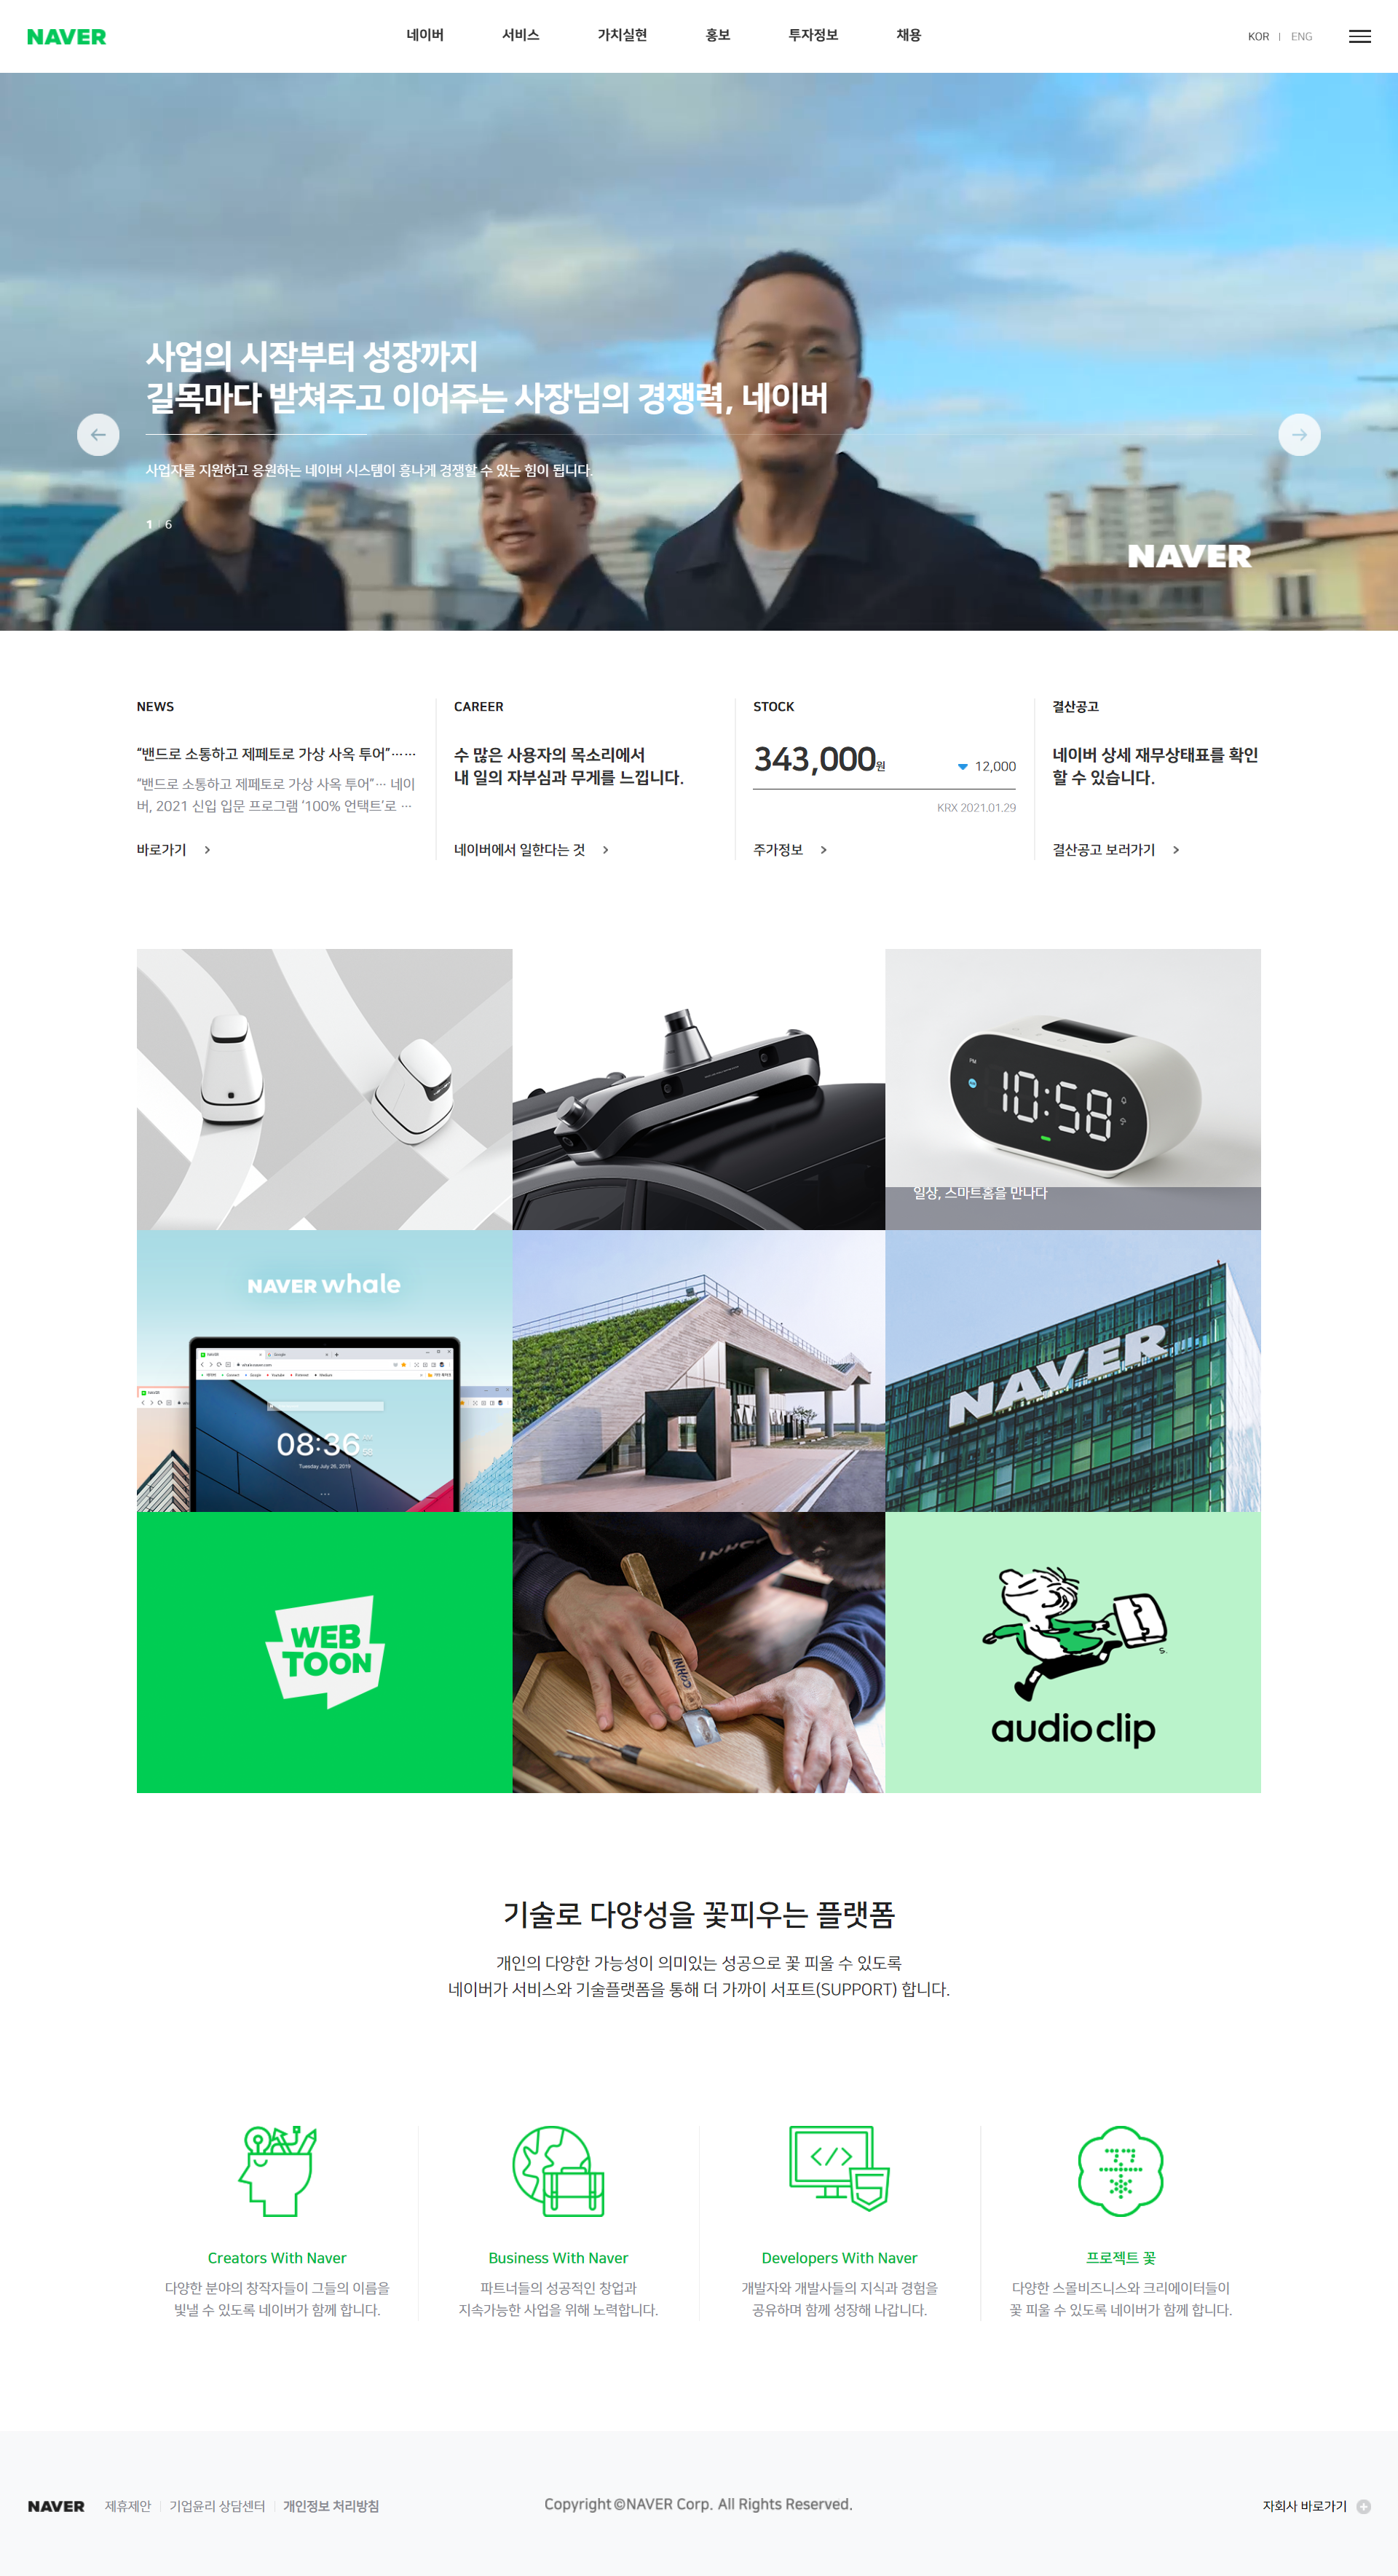 NAVER
네이버 서비스 가치실현 홍보 투자정보 채용
KOR ENG
사업의 시작부터 성장까지
길목마다 받쳐주고 이어주는 사장님의 경쟁력, 네이버
사업자를 지원하고 응원하는 네이버 시스템이 흥나게 경쟁할 수 있는 힘이 됩니다.
1 / 6
NAVER
NEWS
“밴드로 소통하고 제페토로 가상 사옥 투어”……
“밴드로 소통하고 제페토로 가상 사옥 투어”… 네이
버, 2021 신입 입문 프로그램 ‘100% 언택트’로 …
바로가기
CAREER
수 많은 사용자의 목소리에서
내 일의 자부심과 무게를 느낍니다.
네이버에서 일한다는 것
STOCK
343,000원
12,000
KRX 2021.01.29
주가정보
결산공고
네이버 상세 재무상태표를 확인
할 수 있습니다.
결산공고 보러가기
PM
10:58
일상, 스마트홈을 만나다
NAVER whale
08:36
Tuesday July 26, 2019
NAVER
WEB
TOON
INHOH
audioclip
기술로 다양성을 꽃피우는 플랫폼
개인의 다양한 가능성이 의미있는 성공으로 꽃 피울 수 있도록
네이버가 서비스와 기술플랫폼을 통해 더 가까이 서포트(SUPPORT) 합니다.
Creators With Naver
다양한 분야의 창작자들이 그들의 이름을
빛낼 수 있도록 네이버가 함께 합니다.
Business With Naver
파트너들의 성공적인 창업과
지속가능한 사업을 위해 노력합니다.
Developers With Naver
개발자와 개발사들의 지식과 경험을
공유하며 함께 성장해 나갑니다.
프로젝트 꽃
다양한 스몰비즈니스와 크리에이터들이
꽃 피울 수 있도록 네이버가 함께 합니다.
NAVER 제휴제안 기업윤리 상담센터 개인정보 처리방침
Copyright ©NAVER Corp. All Rights Reserved.
자회사 바로가기